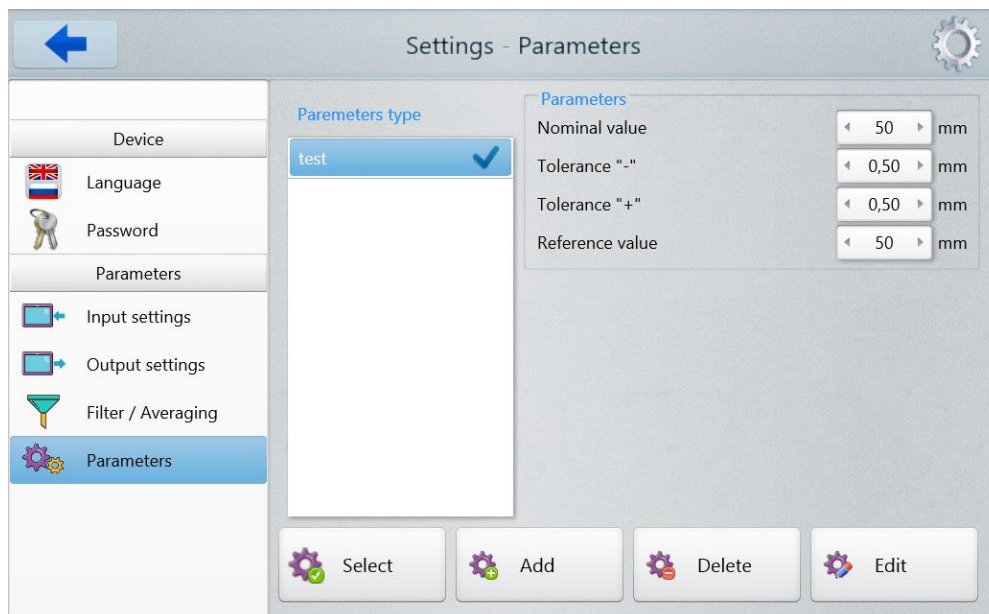 Settings - Parameters
Device
Language
Password
Parameters
Input settings
Output settings
Filter / Averaging
Parameters
Paremeters type
test
Parameters
Nominal value 50 mm
Tolerance "-" 0,50 mm
Tolerance "+" 0,50 mm
Reference value 50 mm
Select
Add
Delete
Edit